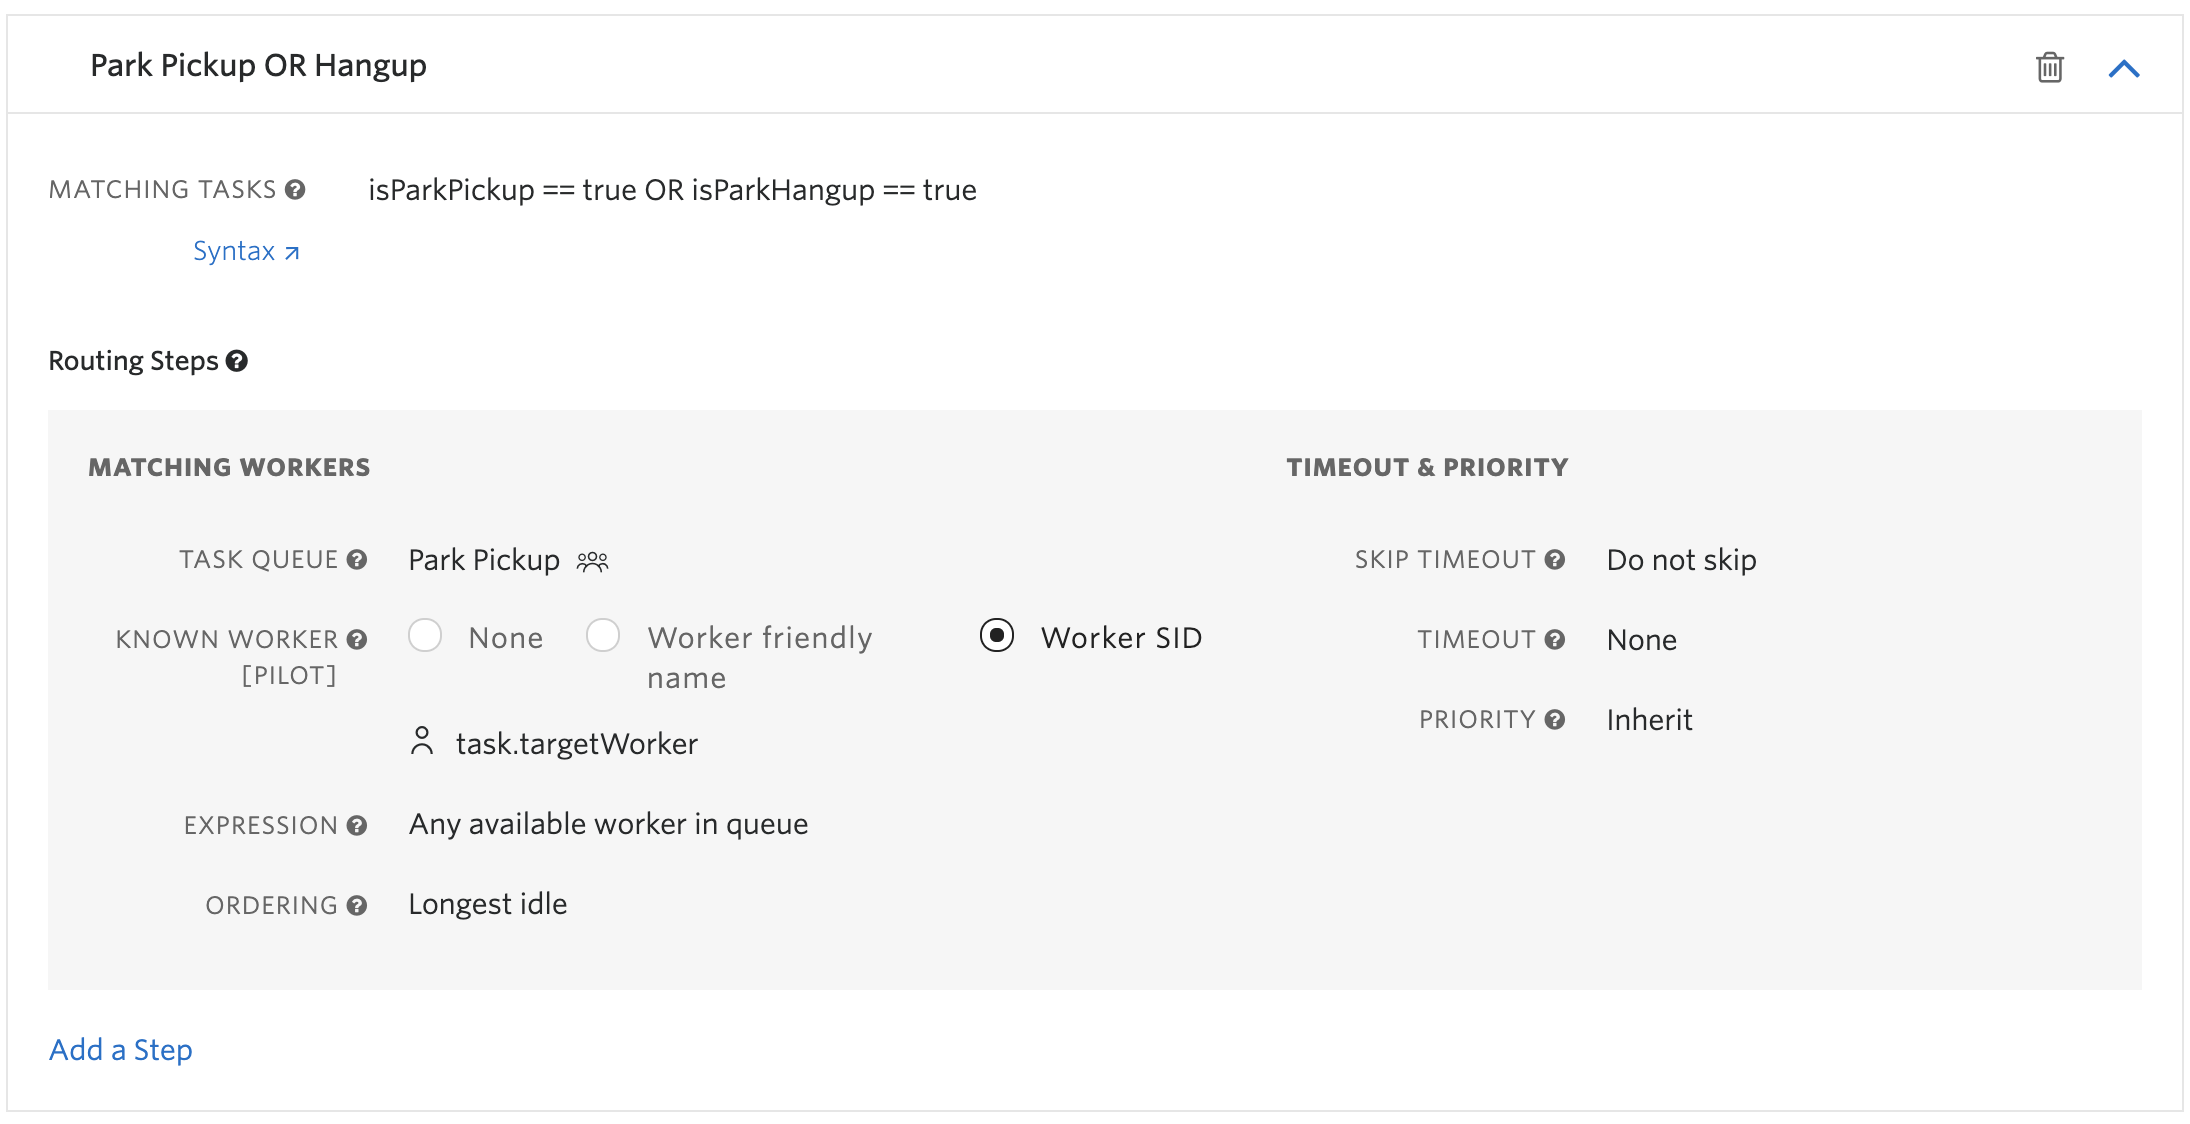 Park Pickup OR Hangup
MATCHING TASKS ? isParkPickup == true OR isParkHangup == true
Syntax
Routing Steps ?
MATCHING WORKERS
TASK QUEUE ? Park Pickup
KNOWN WORKER ? None Worker friendly Worker SID
[PILOT] name
task.targetWorker
EXPRESSION ? Any available worker in queue
ORDERING ? Longest idle
TIMEOUT & PRIORITY
SKIP TIMEOUT ? Do not skip
TIMEOUT ? None
PRIORITY ? Inherit
Add a Step